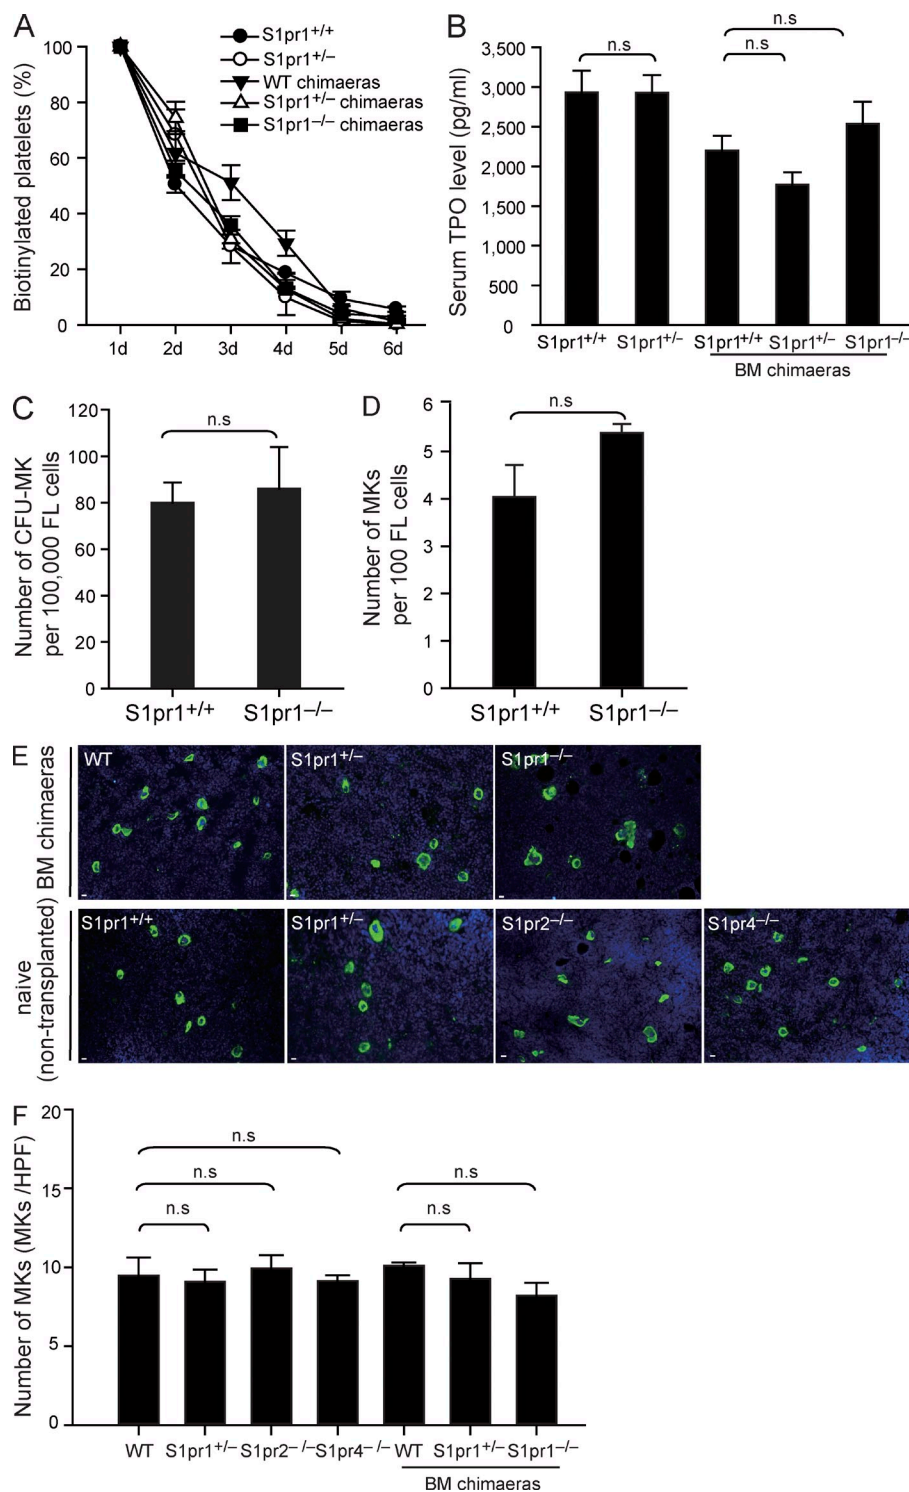 A
Biotinylated platelets (%)
100
80
60
40
20
0
1d 2d 3d 4d 5d 6d
S1pr1+/+
S1pr1+/–
WT chimaeras
S1pr1+/– chimaeras
S1pr1–/– chimaeras
B
Serum TPO level (pg/ml)
3,500
3,000
2,500
2,000
1,500
1,000
500
0
n.s
n.s
n.s
S1pr1+/+ S1pr1+/– S1pr1+/+ S1pr1+/– S1pr1–/–
BM chimaeras
C
Number of CFU-MK
per 100,000 FL cells
120
100
80
60
40
20
0
n.s
S1pr1+/+ S1pr1–/–
D
Number of MKs
per 100 FL cells
6
5
4
3
2
1
0
n.s
S1pr1+/+ S1pr1–/–
E
BM chimaeras
WT S1pr1+/– S1pr1–/–
naive
(non-transplanted)
S1pr1+/+ S1pr1+/– S1pr2–/– S1pr4–/–
F
Number of MKs (MKs /HPF)
20
15
10
5
0
n.s
n.s
n.s
n.s
n.s
WT S1pr1+/– S1pr2– /– S1pr4– /– WT S1pr1+/– S1pr1–/–
BM chimaeras